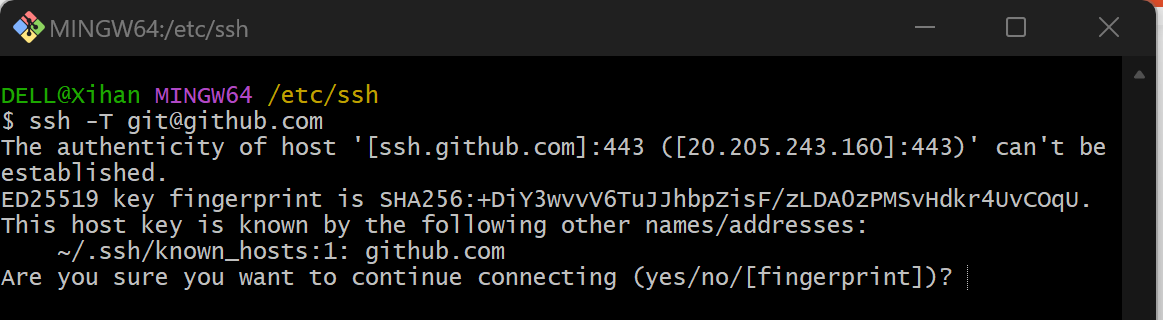 MINGW64:/etc/ssh
DELL@Xihan MINGW64 /etc/ssh
$ ssh -T git@github.com
The authenticity of host '[ssh.github.com]:443 ([20.205.243.160]:443)' can't be
established.
ED25519 key fingerprint is SHA256:+DiY3wvvV6TuJJhbpZisF/zLDA0zPMSvHdkr4UvCOqU.
This host key is known by the following other names/addresses:
    ~/.ssh/known_hosts:1: github.com
Are you sure you want to continue connecting (yes/no/[fingerprint])?